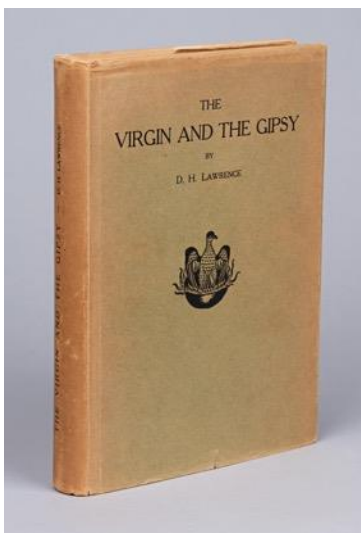 THE
VIRGIN AND THE GIPSY
BY
D. H. LAWRENCE
THE VIRGIN AND THE GIPSY – D. H. LAWRENCE